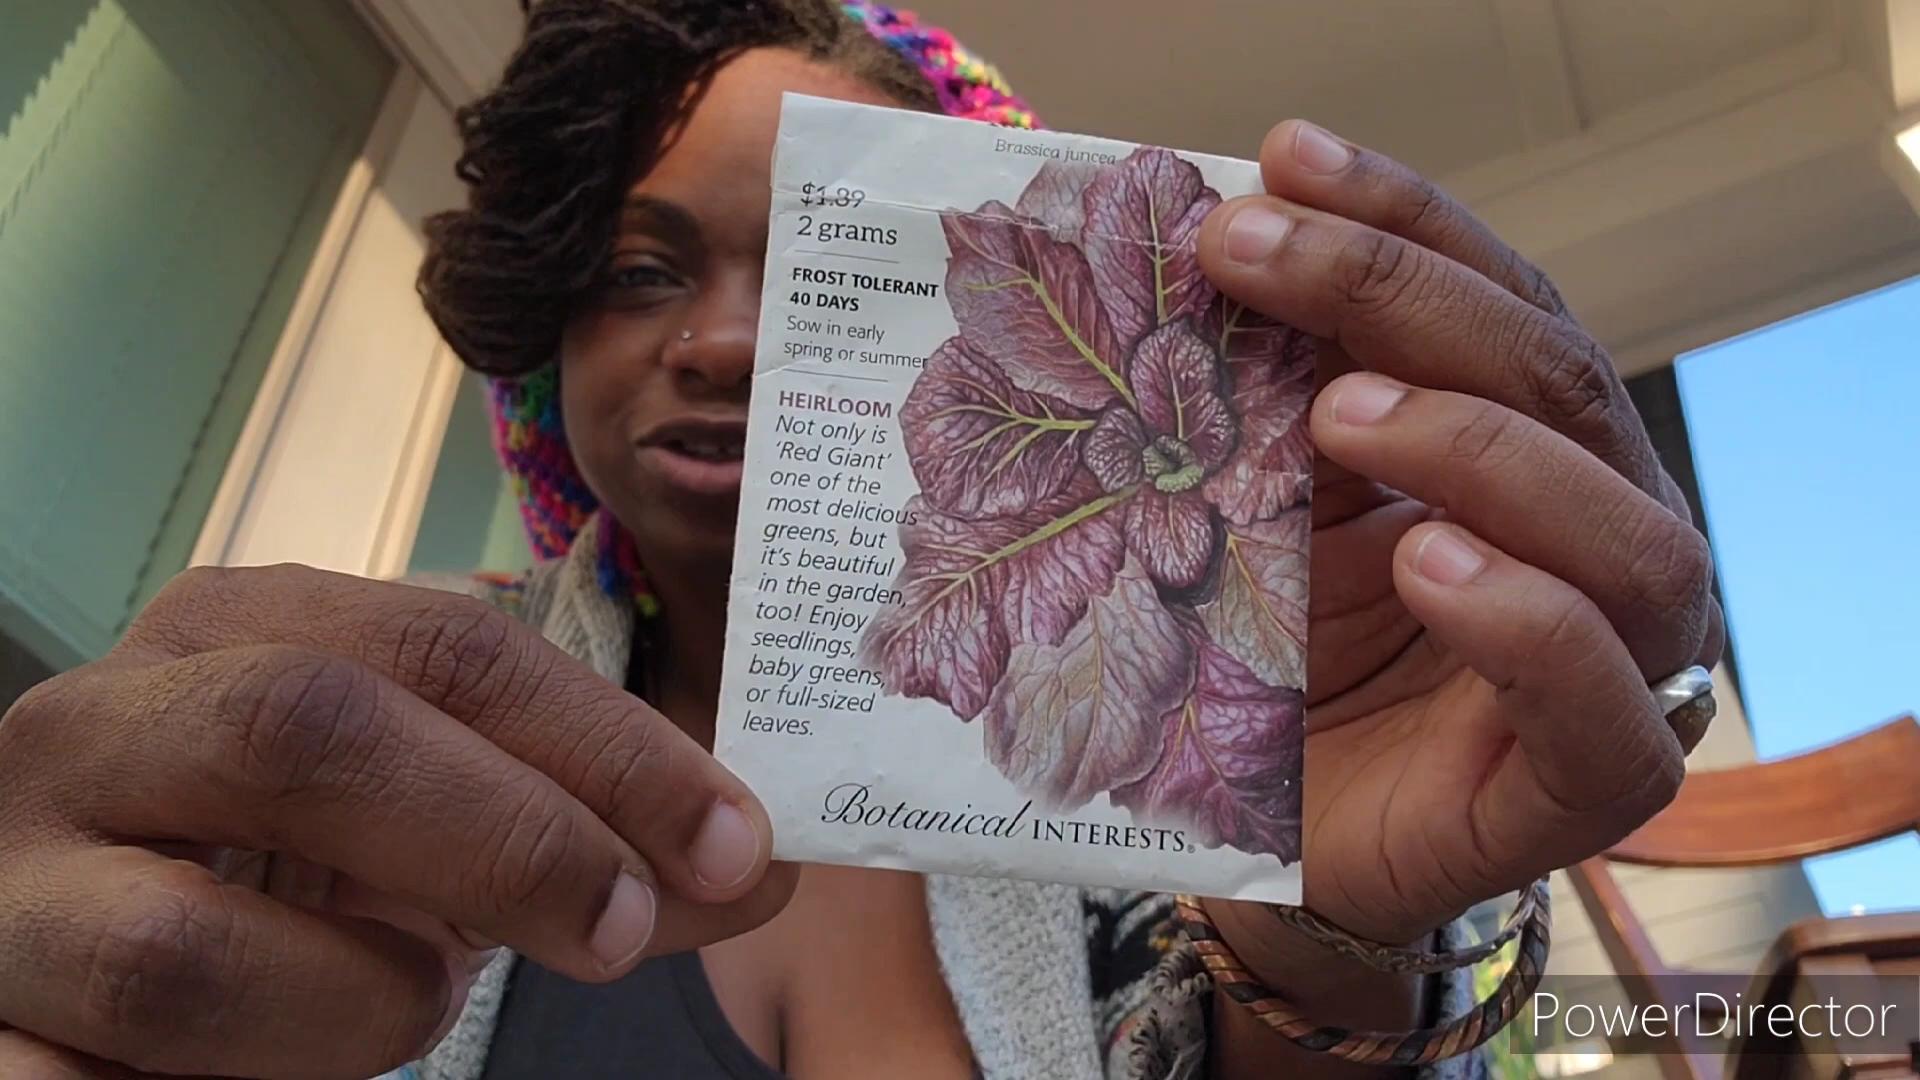 Brassica juncea
$1.89
2 grams
FROST TOLERANT
40 DAYS
Sow in early
spring or summer
HEIRLOOM
Not only is
‘Red Giant’
one of the
most delicious
greens, but
it’s beautiful
in the garden,
too! Enjoy
seedlings,
baby greens,
or full-sized
leaves.
Botanical INTERESTS®
PowerDirector